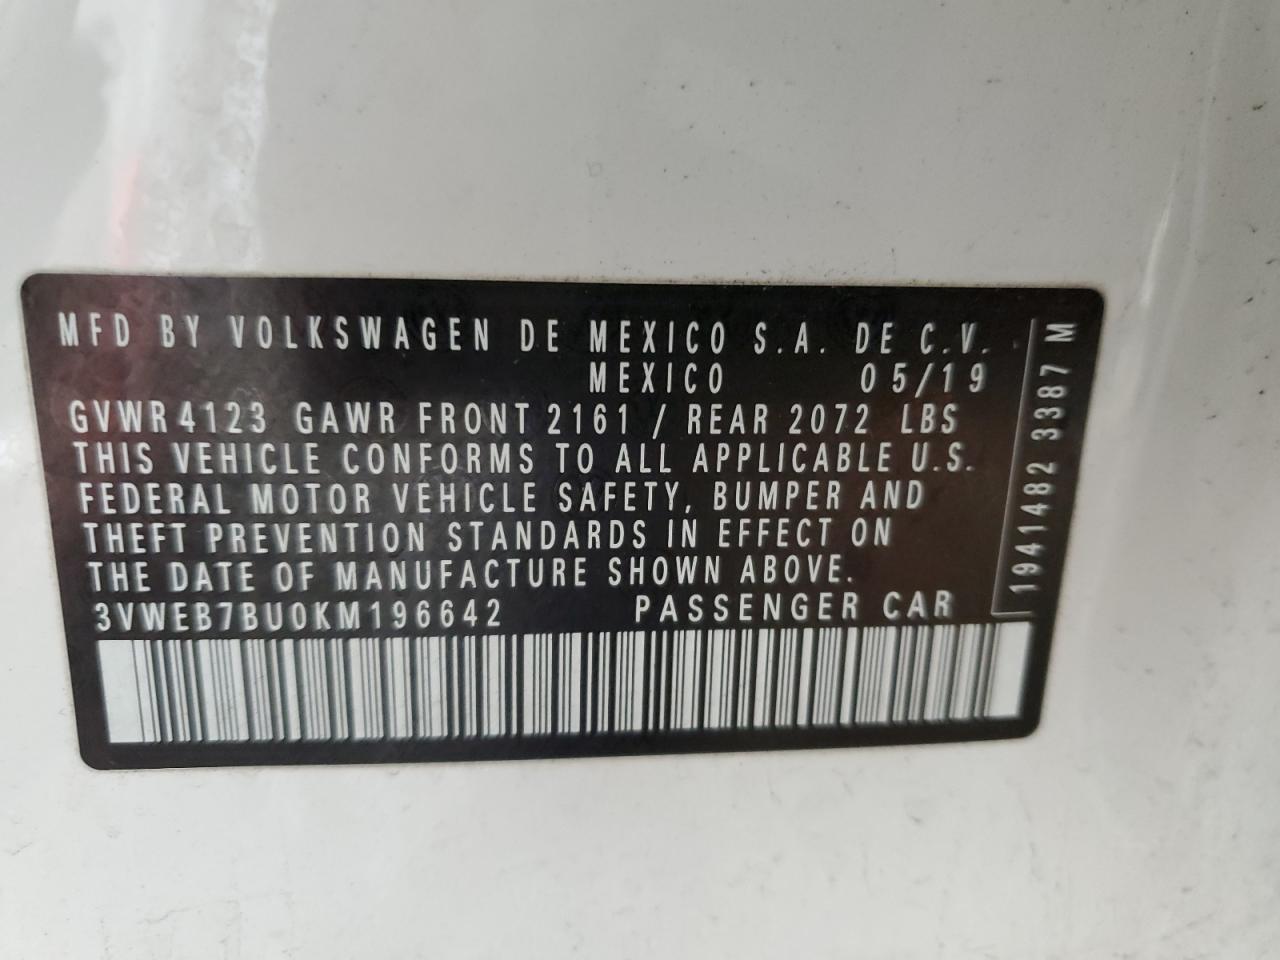 MFD BY VOLKSWAGEN DE MEXICO S.A. DE C.V.
MEXICO 05/19
GVWR 4123 GAWR FRONT 2161 / REAR 2072 LBS
THIS VEHICLE CONFORMS TO ALL APPLICABLE U.S.
FEDERAL MOTOR VEHICLE SAFETY, BUMPER AND
THEFT PREVENTION STANDARDS IN EFFECT ON
THE DATE OF MANUFACTURE SHOWN ABOVE.
3VWEB7BU0KM196642 PASSENGER CAR
1941482 3387 M